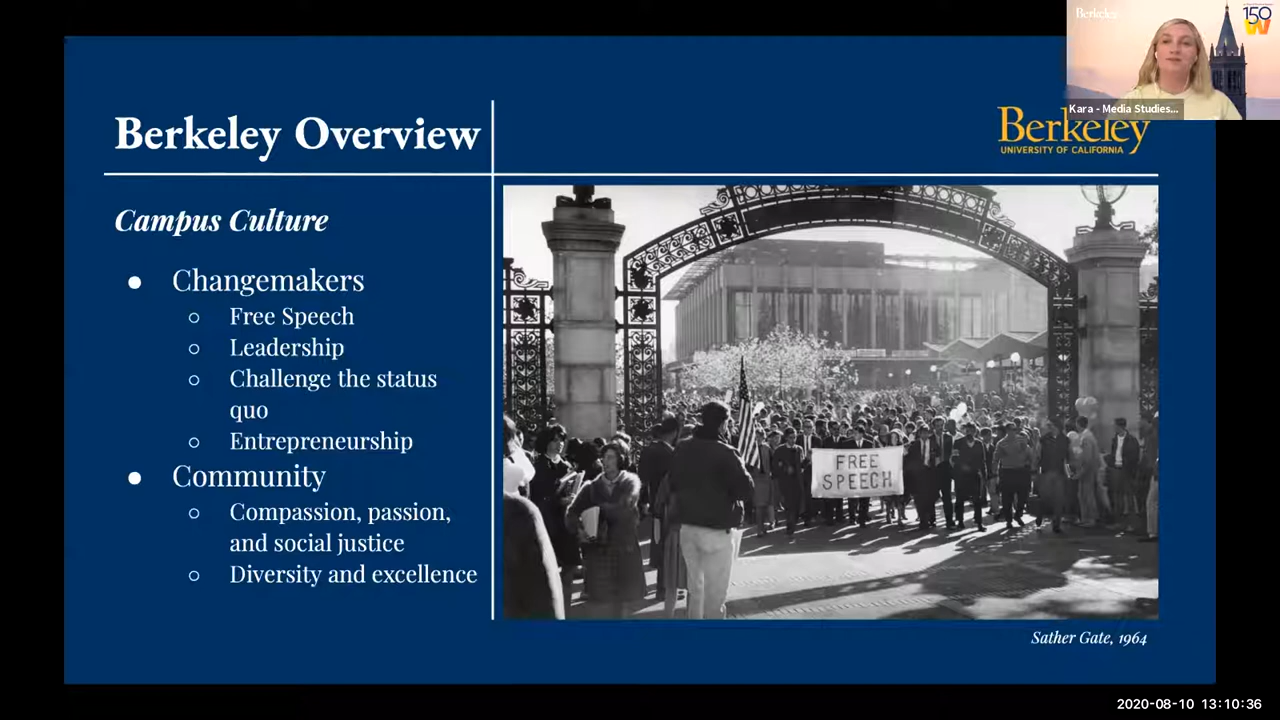 Berkeley
150
W
Kara - Media Studies...
Berkeley Overview
Berkeley
UNIVERSITY OF CALIFORNIA
Campus Culture
● Changemakers
○ Free Speech
○ Leadership
○ Challenge the status
quo
○ Entrepreneurship
● Community
○ Compassion, passion,
and social justice
○ Diversity and excellence
FREE
SPEECH
Sather Gate, 1964
2020-08-10 13:10:36